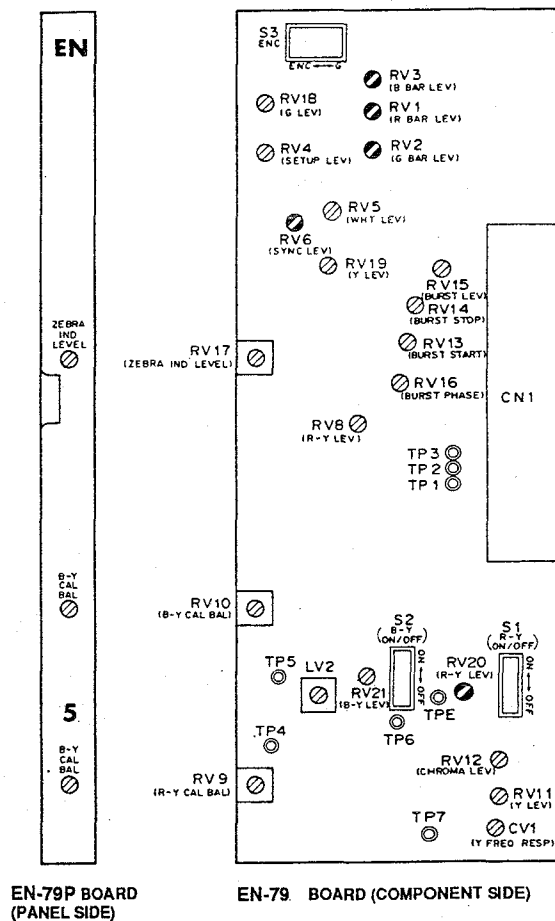 EN
ZEBRA
IND
LEVEL
B-Y
CAL
BAL
5
B-Y
CAL
BAL
EN-79P BOARD
(PANEL SIDE)
S3
ENC
ENC ←→ G
RV3
(B BAR LEV)
RV18
(G LEV)
RV1
(R BAR LEV)
RV4
(SETUP LEV)
RV2
(G BAR LEV)
RV5
(WHT LEV)
RV6
(SYNC LEV)
RV19
(Y LEV)
RV15
(BURST LEV)
RV14
(BURST STOP)
RV17
(ZEBRA IND LEVEL)
RV13
(BURST START)
RV16
(BURST PHASE)
CN1
RV8
(R-Y LEV)
TP3
TP2
TP1
RV10
(B-Y CAL BAL)
S2
(B-Y ON/OFF)
ON ←→ OFF
S1
(R-Y ON/OFF)
ON ←→ OFF
TP5
LV2
RV21
(B-Y LEV)
RV20
(R-Y LEV)
TPE
TP6
TP4
RV12
(CHROMA LEV)
RV9
(R-Y CAL BAL)
RV11
(Y LEV)
TP7
CV1
(Y FREQ RESP)
EN-79 BOARD (COMPONENT SIDE)